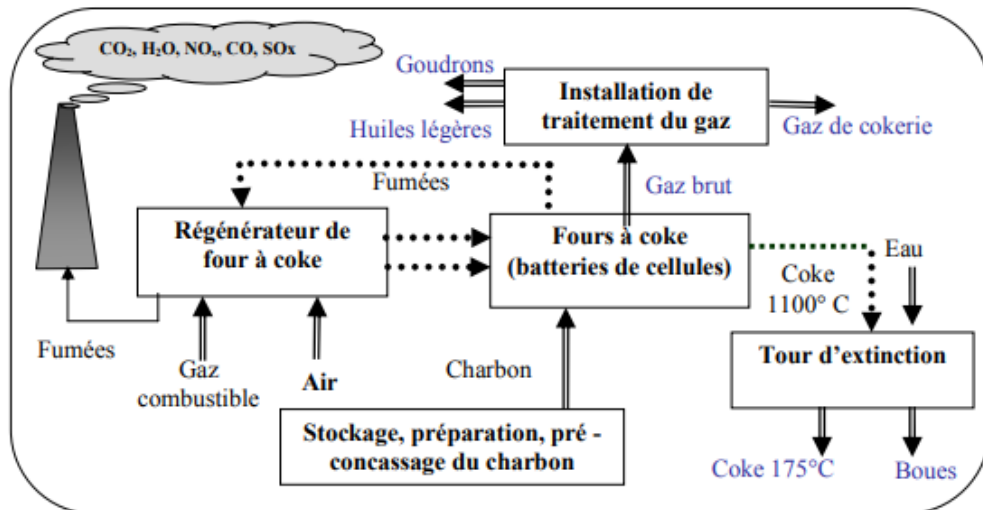 CO₂, H₂O, NOₓ, CO, SOx
Goudrons
Huiles légères
Installation de
traitement du gaz
Gaz de cokerie
Fumées
Gaz brut
Régénérateur de
four à coke
Fours à coke
(batteries de cellules)
Eau
Coke
1100° C
Fumées
Gaz
combustible
Air
Charbon
Tour d’extinction
Stockage, préparation, pré -
concassage du charbon
Coke 175°C
Boues